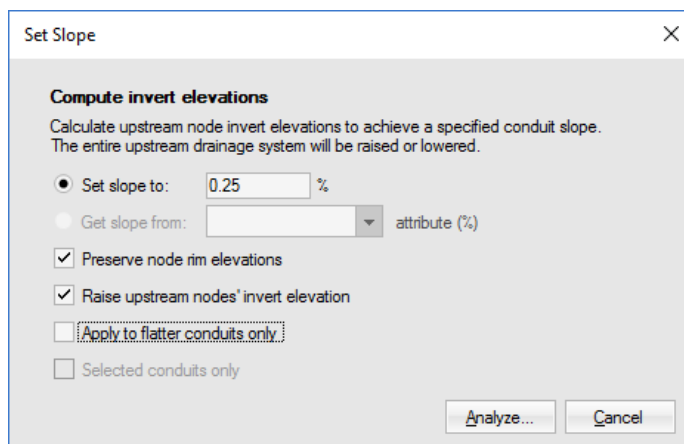 Set Slope
Compute invert elevations
Calculate upstream node invert elevations to achieve a specified conduit slope.
The entire upstream drainage system will be raised or lowered.
Set slope to: 0.25 %
Get slope from: attribute (%)
Preserve node rim elevations
Raise upstream nodes' invert elevation
Apply to flatter conduits only
Selected conduits only
Analyze... Cancel